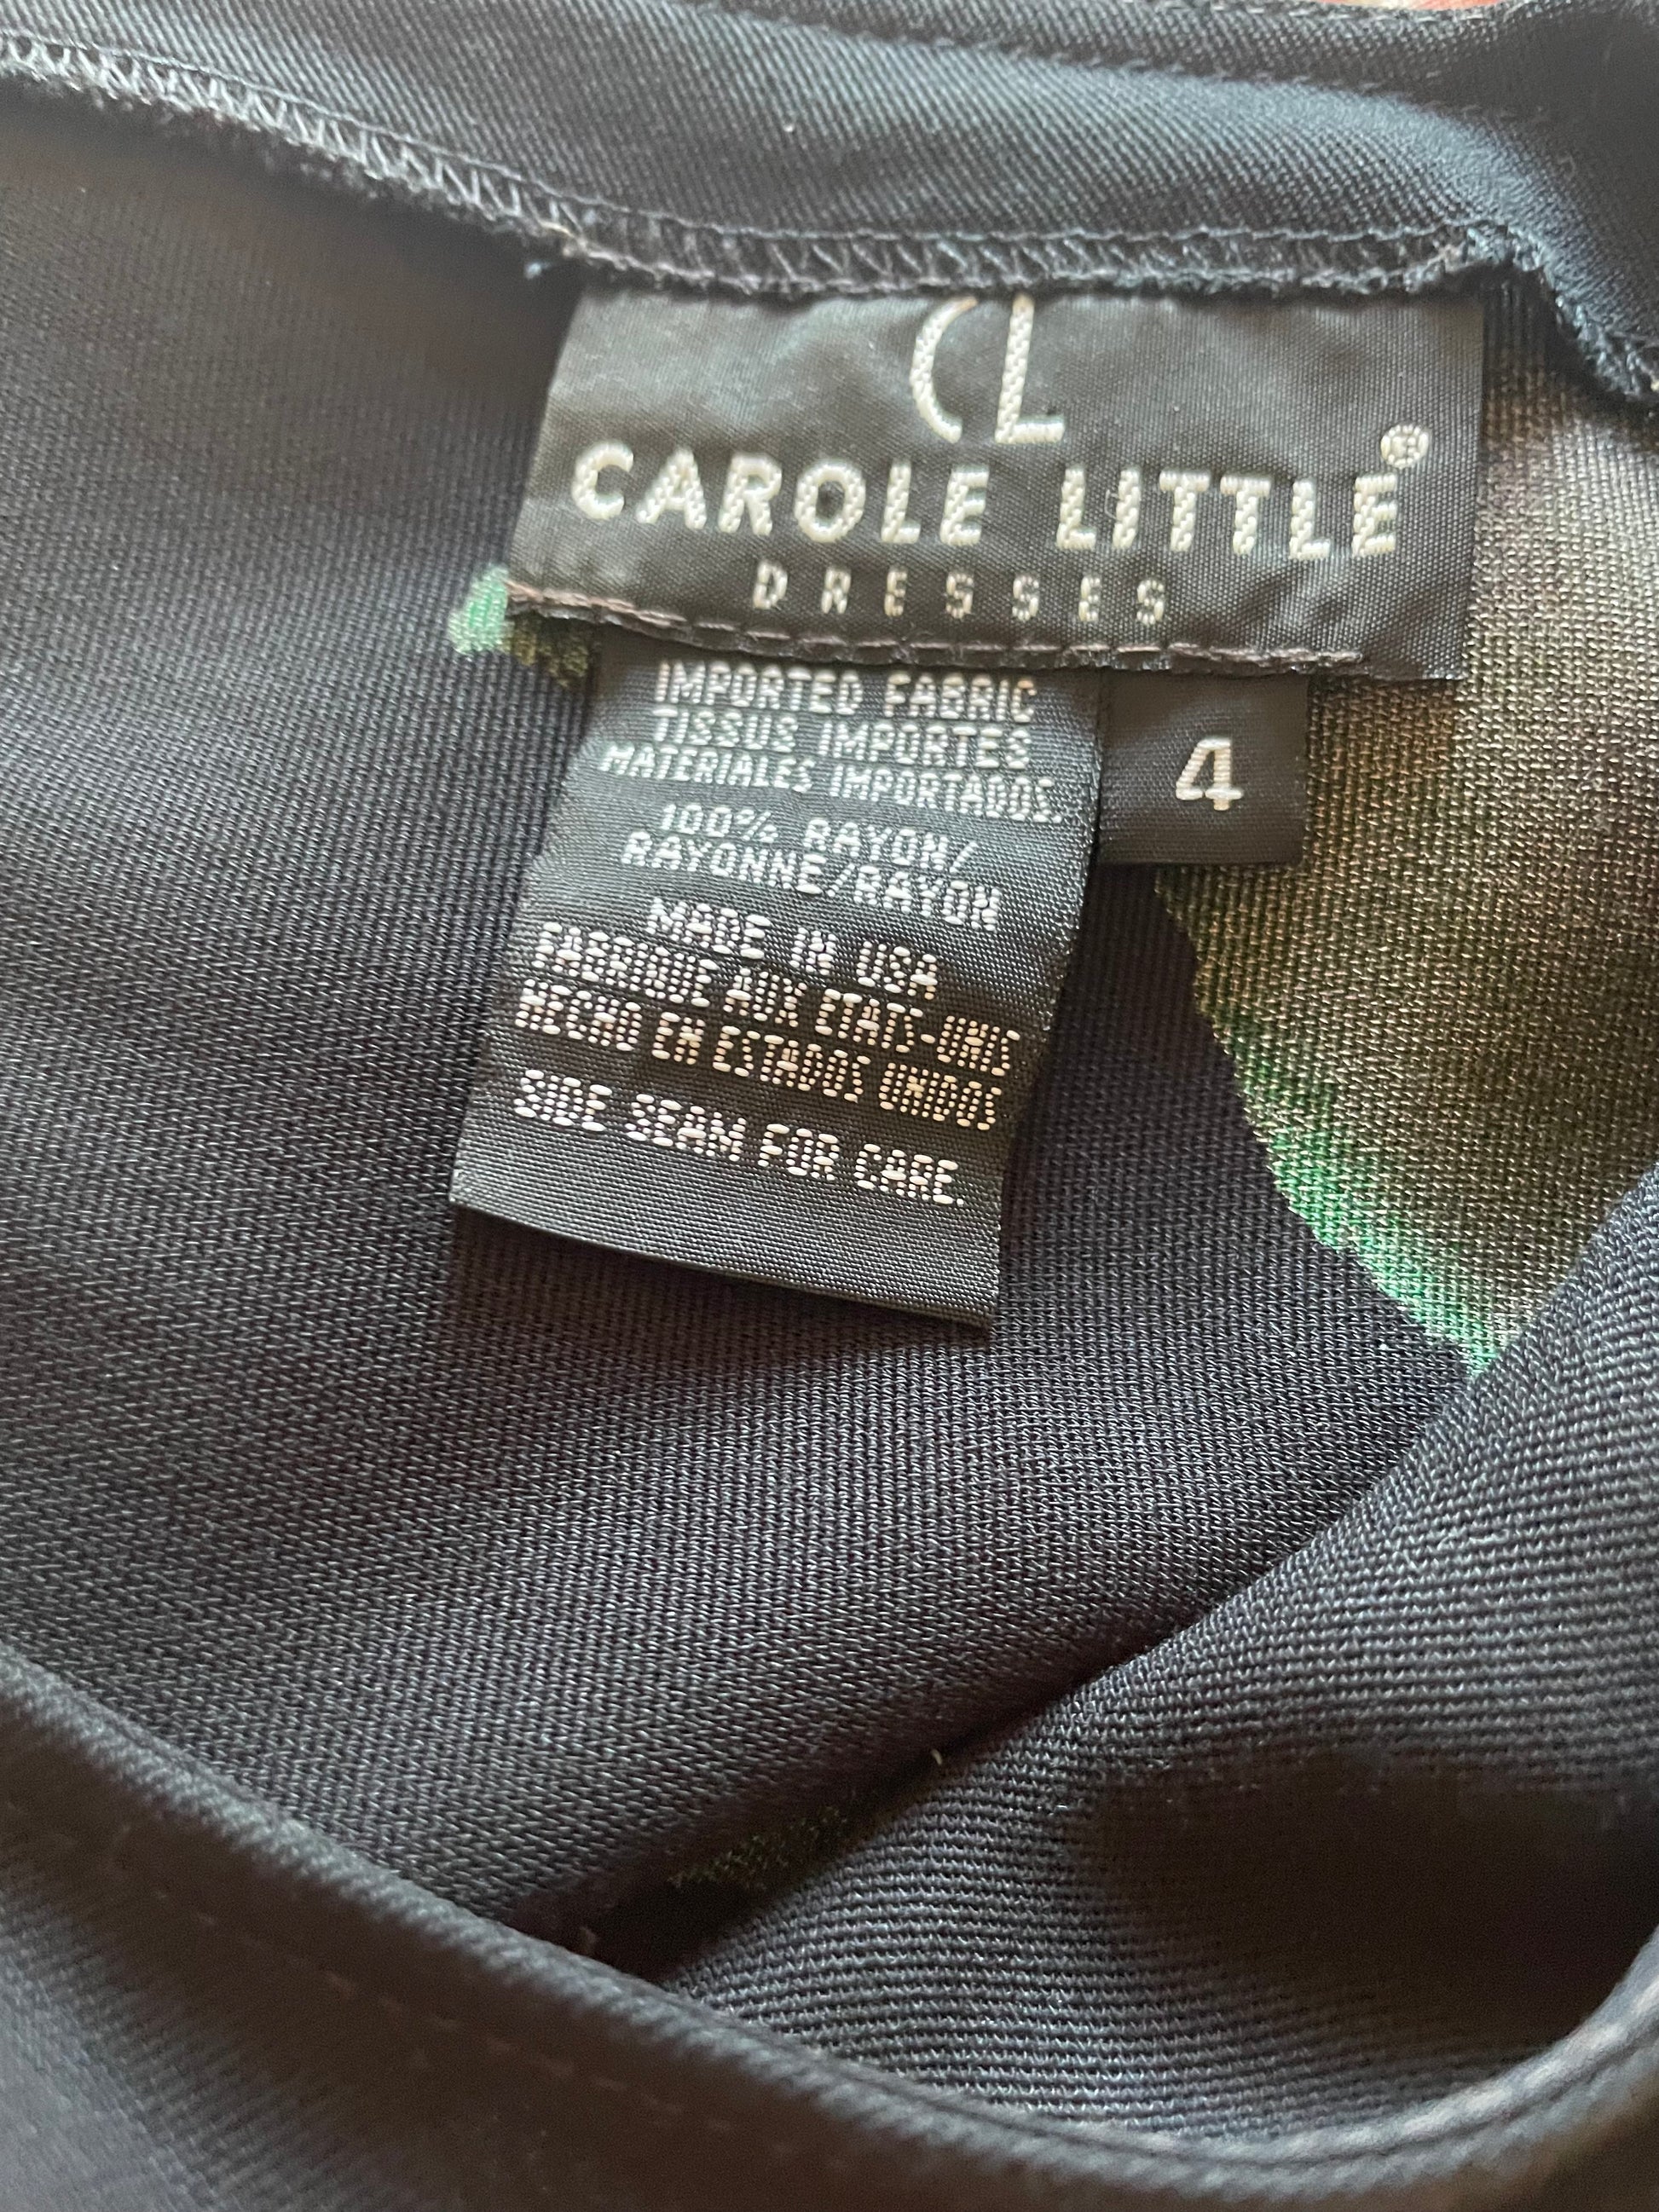 CL
CAROLE LITTLE®
DRESSES
IMPORTED FABRIC
TISSUS IMPORTES
MATERIALES IMPORTADOS.
4
100% RAYON/
RAYONNE/RAYON
MADE IN USA
FABRIQUE AUX ETATS-UNIS
HECHO EN ESTADOS UNIDOS
SIDE SEAM FOR CARE.